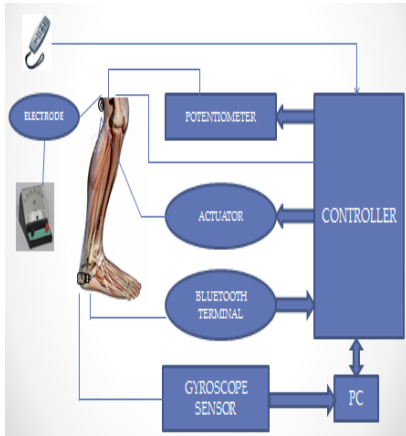 ELECTRODE
POTENTIOMETER
ACTUATOR
CONTROLLER
BLUETOOTH
TERMINAL
GYROSCOPE
SENSOR
PC